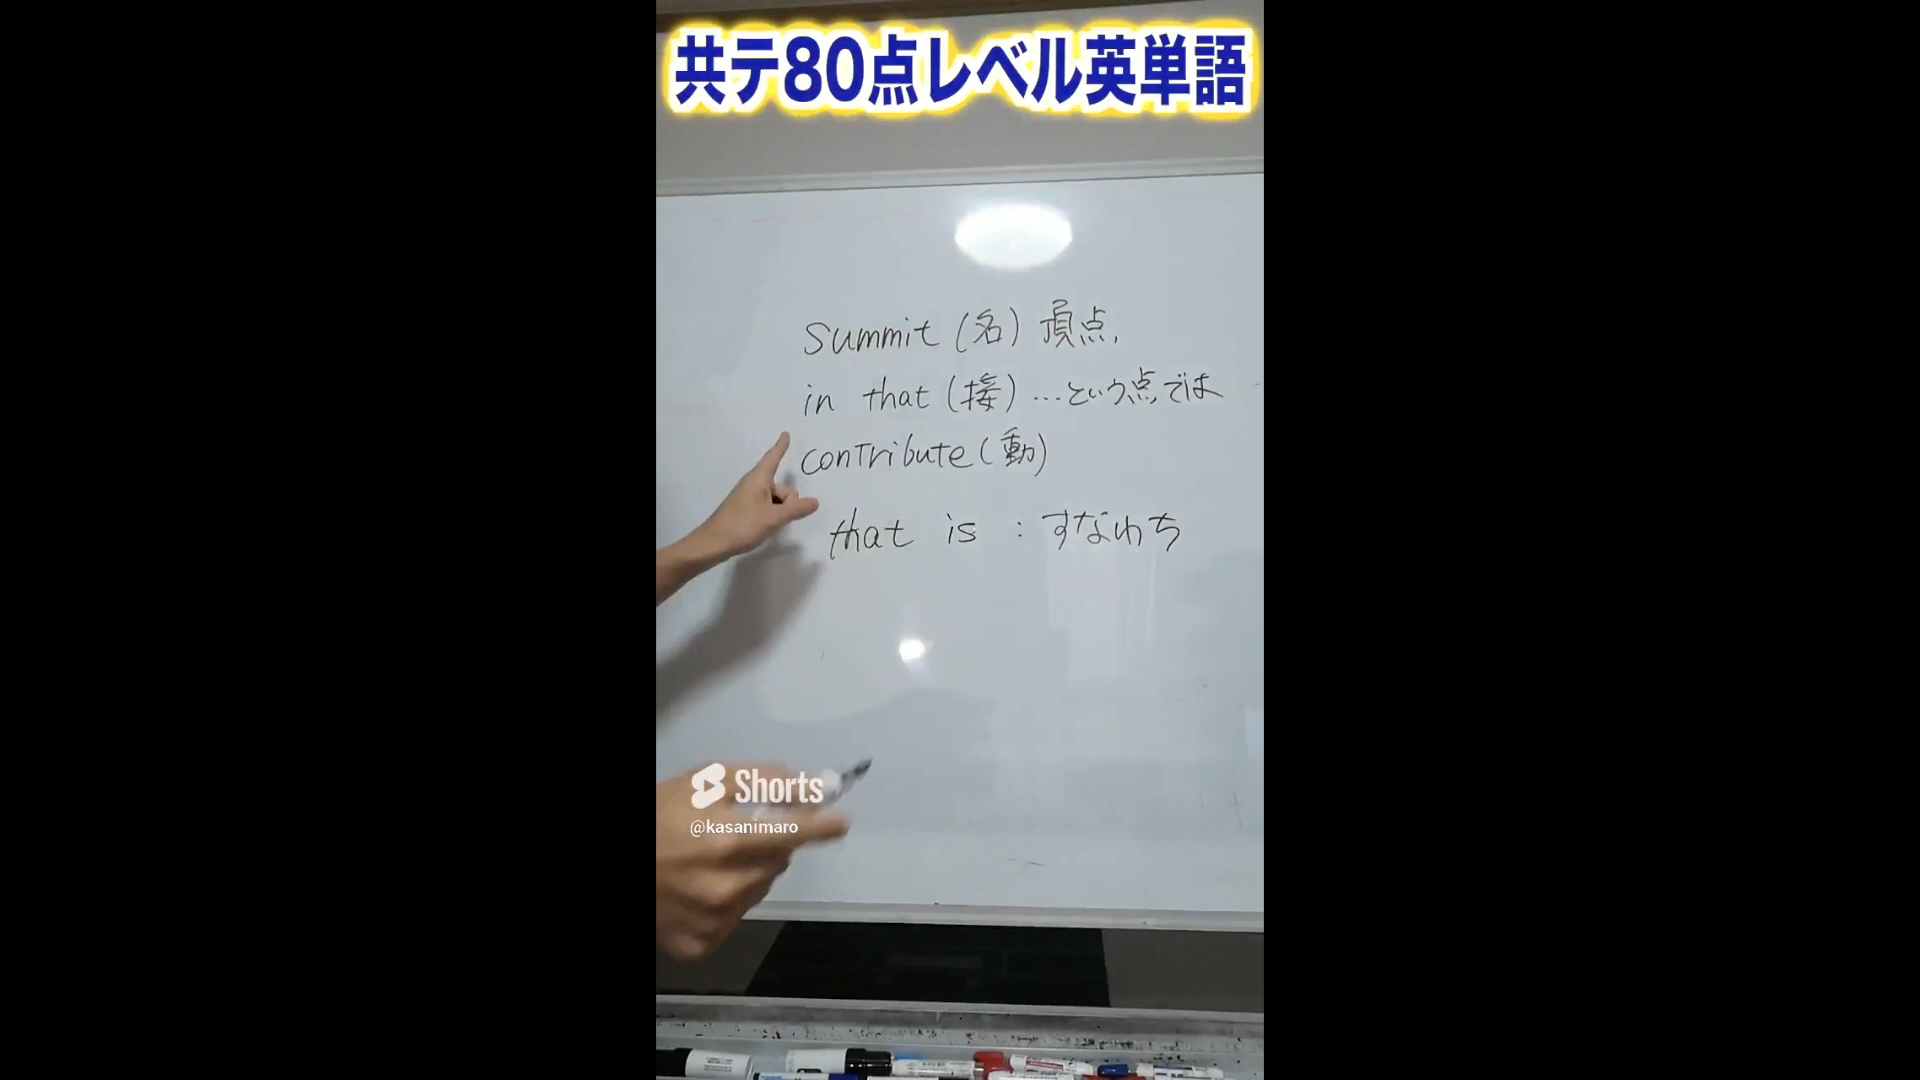 共テ80点レベル英単語
summit (名) 頂点,
in that (接) …という点では
contribute (動)
that is : すなわち
Shorts
@kasanimaro